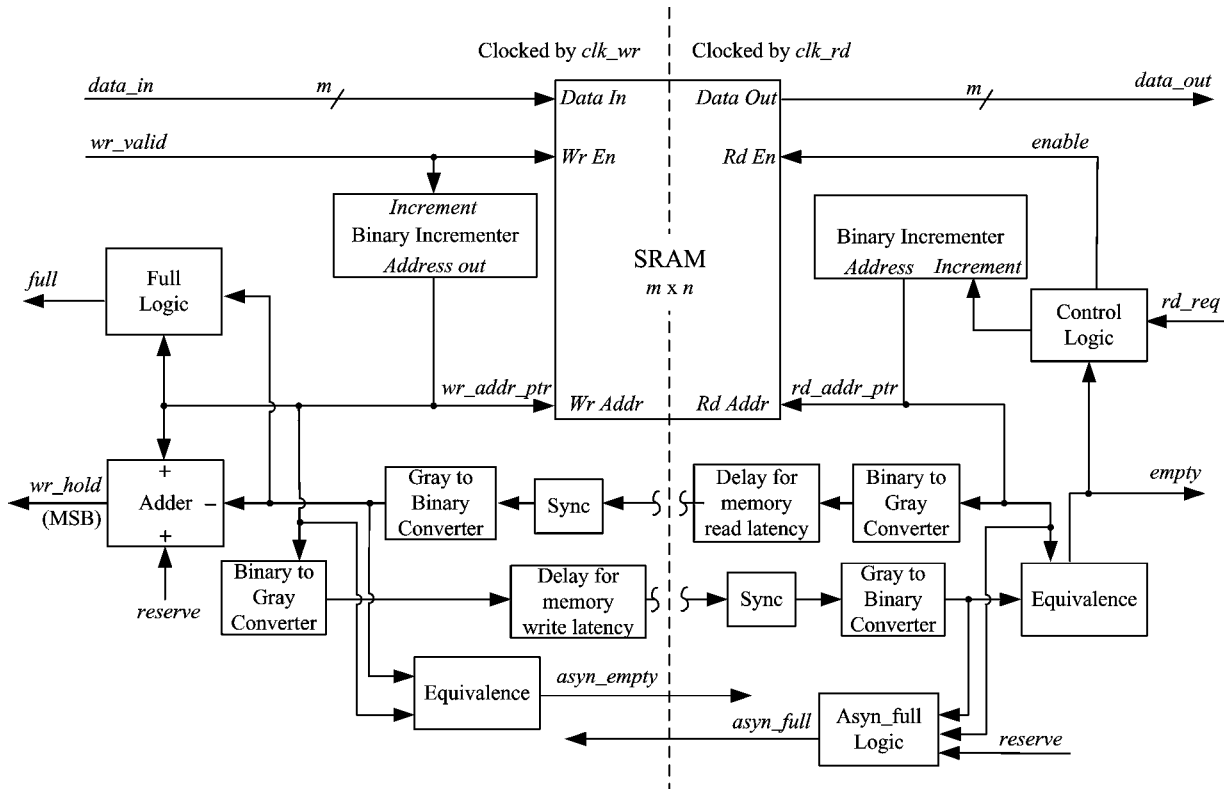 Clocked by clk_wr
Clocked by clk_rd
data_in
m
Data In
Data Out
m
data_out
wr_valid
Wr En
Rd En
enable
Increment
Binary Incrementer
Address out
SRAM
m x n
Binary Incrementer
Address Increment
full
Full
Logic
Control
Logic
rd_req
wr_addr_ptr
Wr Addr
Rd Addr
rd_addr_ptr
wr_hold
(MSB)
+
Adder
–
+
reserve
Gray to
Binary
Converter
Sync
Delay for
memory
read latency
Binary to
Gray
Converter
empty
Binary to
Gray
Converter
Delay for
memory
write latency
Sync
Gray to
Binary
Converter
Equivalence
Equivalence
asyn_empty
asyn_full
Asyn_full
Logic
reserve